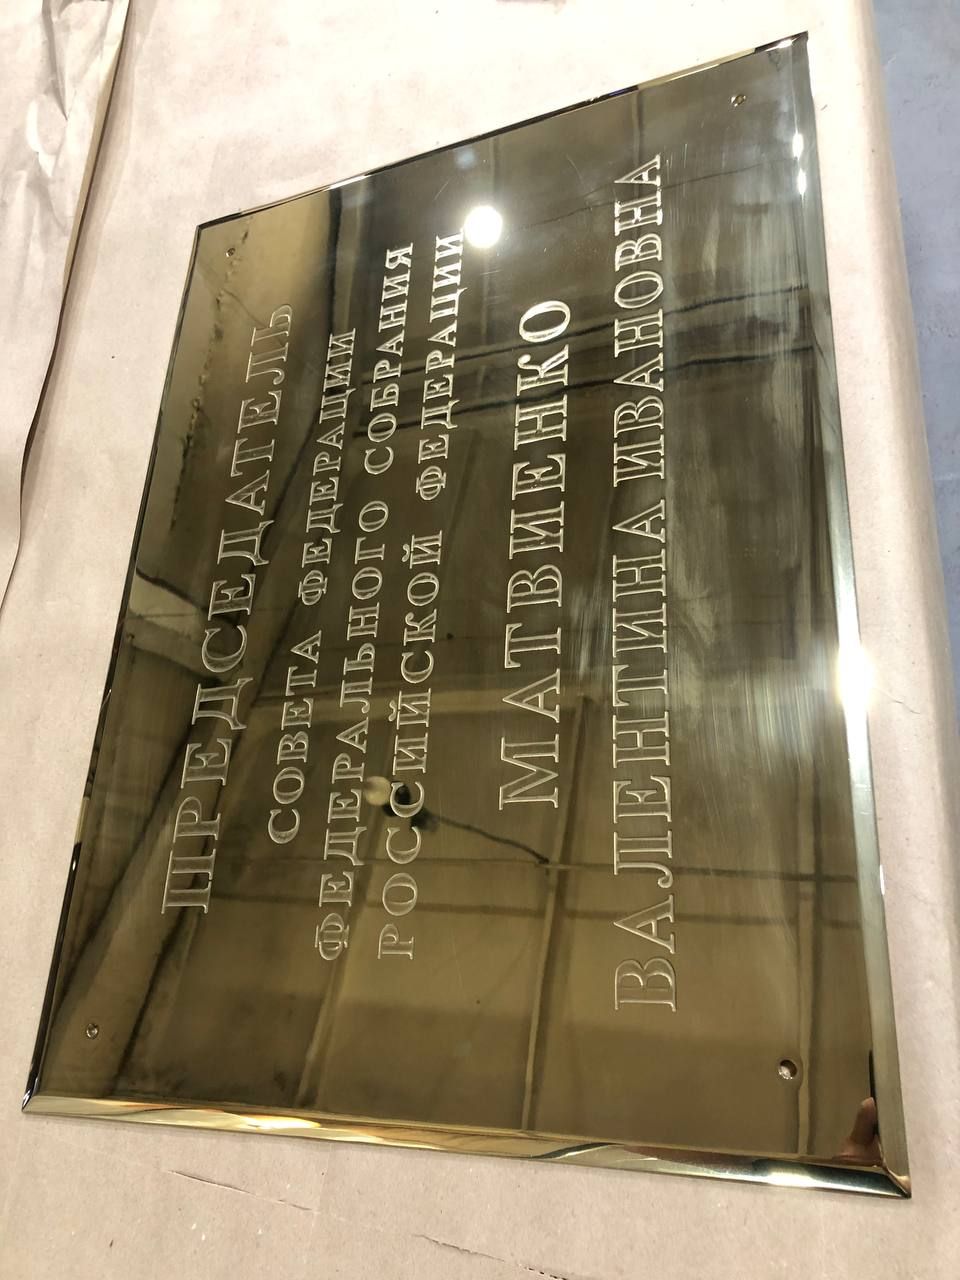 ПРЕДСЕДАТЕЛЬ
СОВЕТА ФЕДЕРАЦИИ
ФЕДЕРАЛЬНОГО СОБРАНИЯ
РОССИЙСКОЙ ФЕДЕРАЦИИ
МАТВИЕНКО
ВАЛЕНТИНА ИВАНОВНА